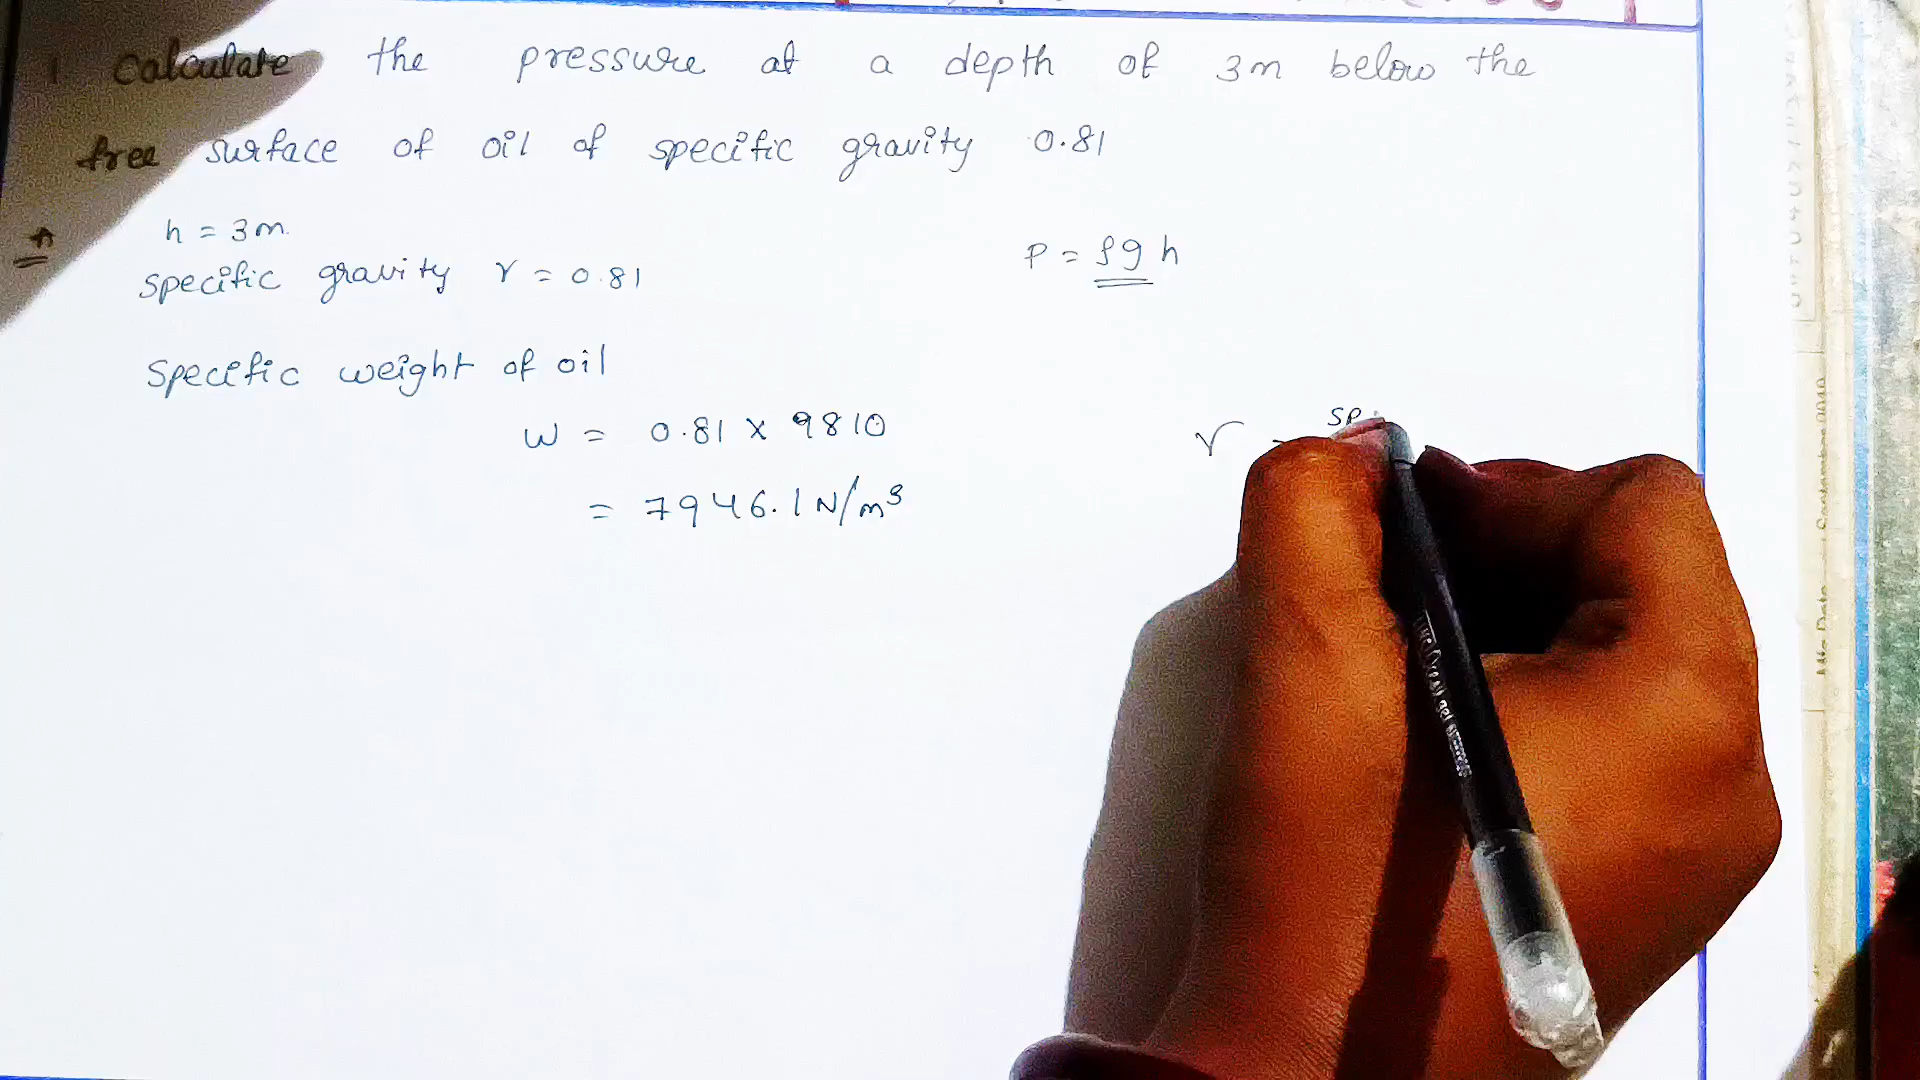 1 Calculate the pressure at a depth of 3m below the
free surface of oil of specific gravity 0.81
h = 3m.
P = ρg h
specific gravity r = 0.81
Specific weight of oil
W = 0.81 x 9810
r = sp
= 7946.1 N/m³